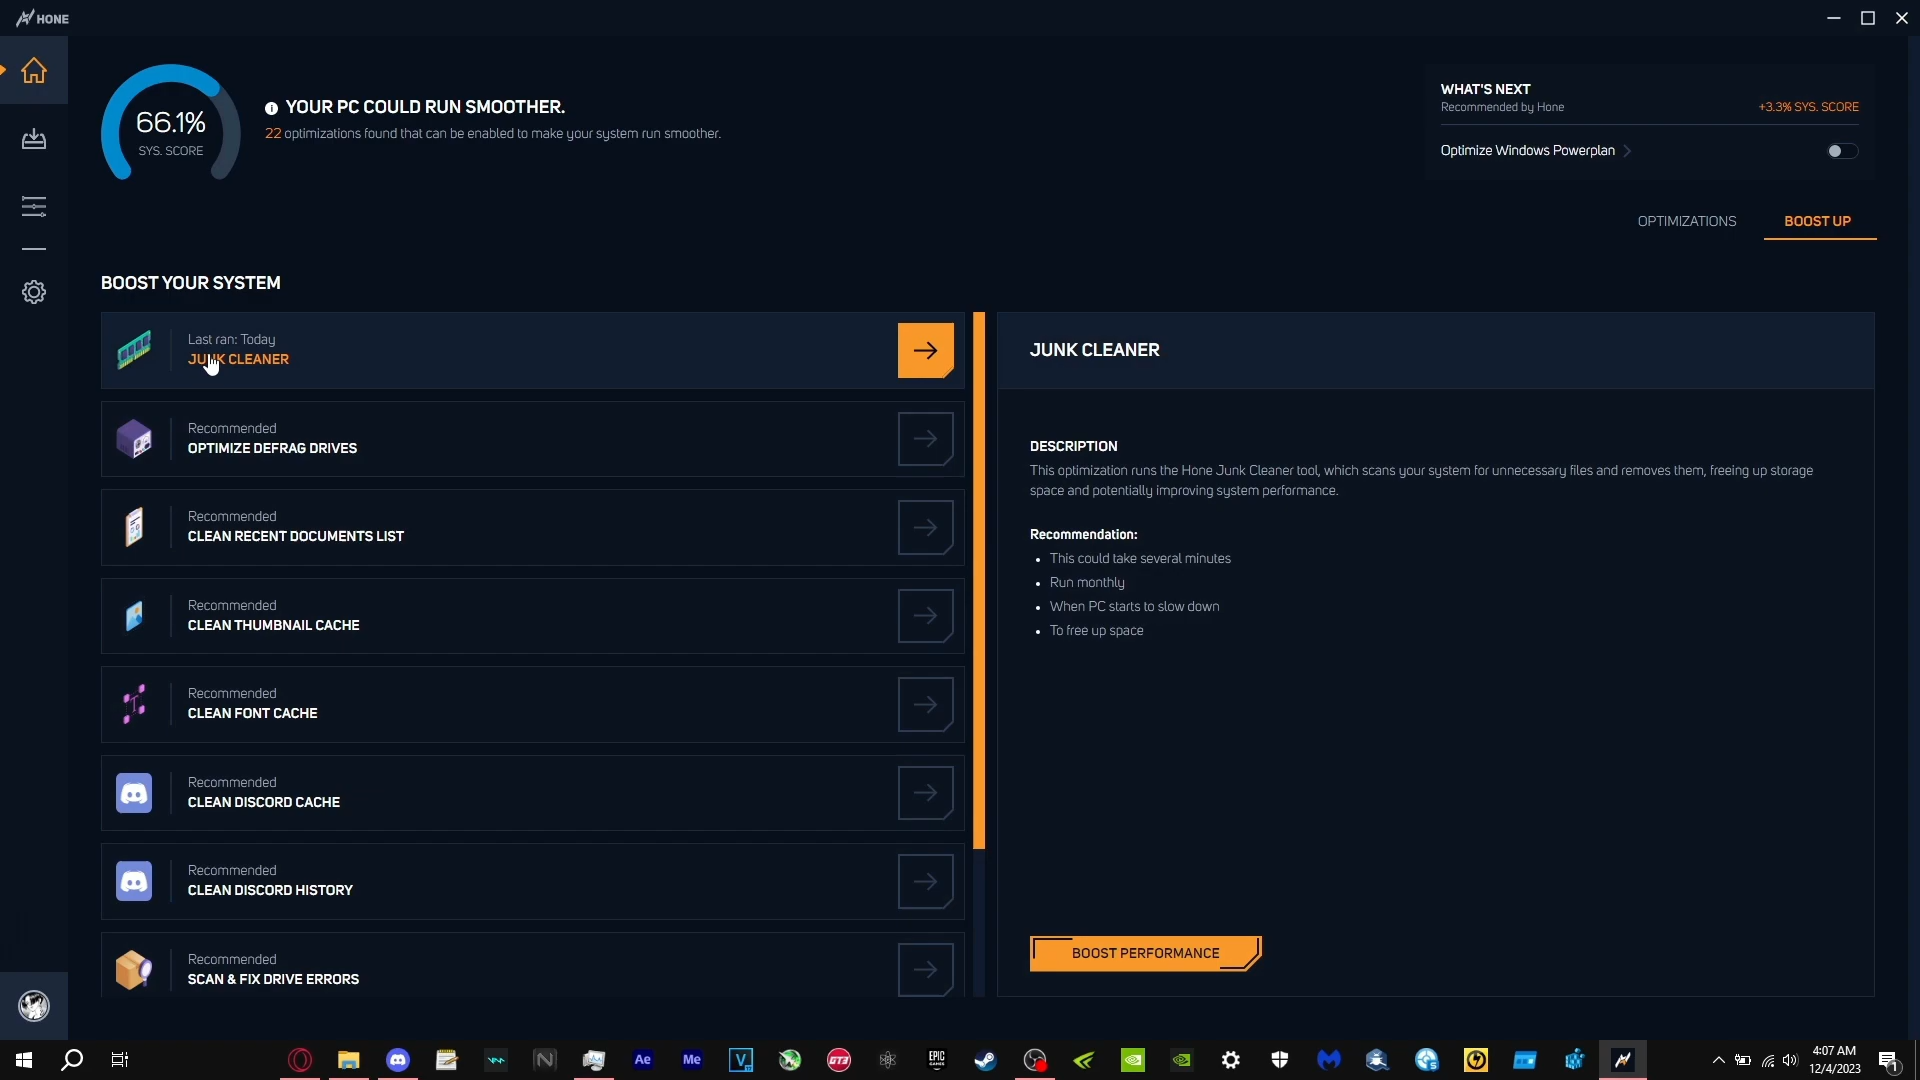 HONE
66.1%
SYS. SCORE
YOUR PC COULD RUN SMOOTHER.
22 optimizations found that can be enabled to make your system run smoother.
WHAT'S NEXT
Recommended by Hone
+3.3% SYS. SCORE
Optimize Windows Powerplan
OPTIMIZATIONS
BOOST UP
BOOST YOUR SYSTEM
Last ran: Today
JUNK CLEANER
Recommended
OPTIMIZE DEFRAG DRIVES
Recommended
CLEAN RECENT DOCUMENTS LIST
Recommended
CLEAN THUMBNAIL CACHE
Recommended
CLEAN FONT CACHE
Recommended
CLEAN DISCORD CACHE
Recommended
CLEAN DISCORD HISTORY
Recommended
SCAN & FIX DRIVE ERRORS
JUNK CLEANER
DESCRIPTION
This optimization runs the Hone Junk Cleaner tool, which scans your system for unnecessary files and removes them, freeing up storage
space and potentially improving system performance.
Recommendation:
• This could take several minutes
• Run monthly
• When PC starts to slow down
• To free up space
BOOST PERFORMANCE
Ae
Me
V
GT3
EPIC
GAMES
4:07 AM
12/4/2023
1